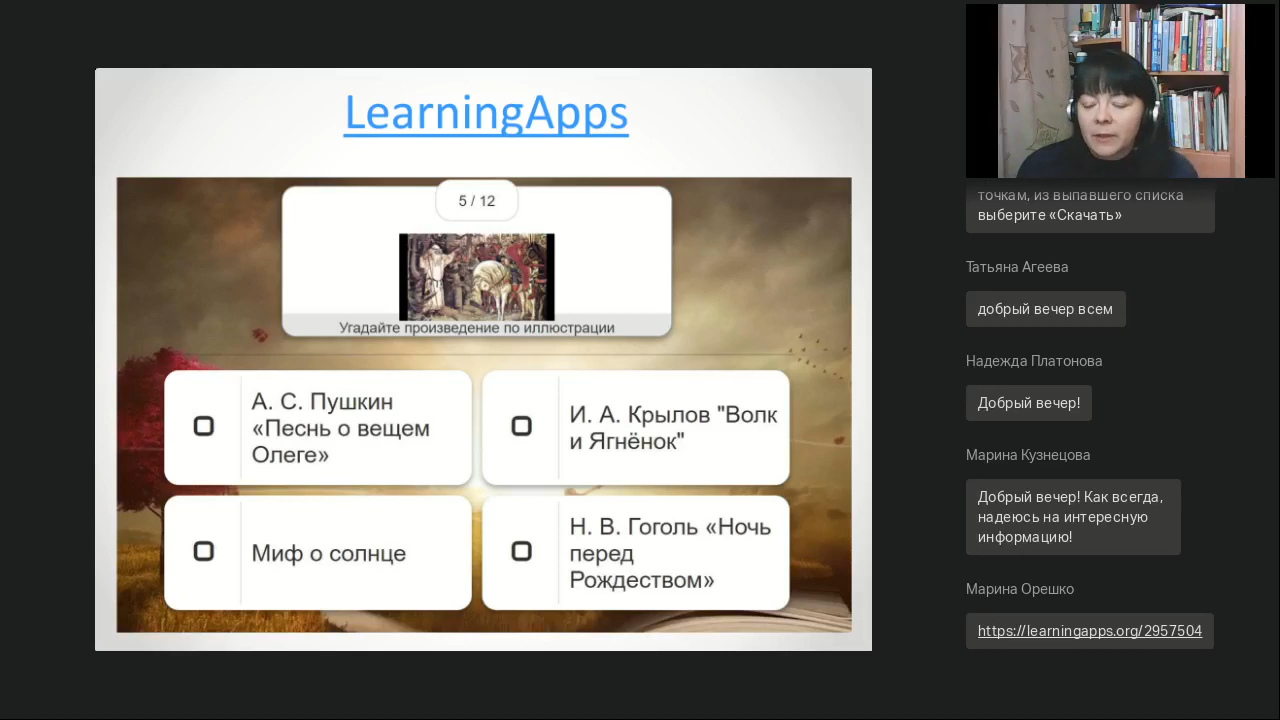 LearningApps
5 / 12
Угадайте произведение по иллюстрации
А. С. Пушкин
«Песнь о вещем
Олеге»
И. А. Крылов "Волк
и Ягнёнок"
Миф о солнце
Н. В. Гоголь «Ночь
перед
Рождеством»
точкам, из выпавшего списка
выберите «Скачать»
Татьяна Агеева
добрый вечер всем
Надежда Платонова
Добрый вечер!
Марина Кузнецова
Добрый вечер! Как всегда,
надеюсь на интересную
информацию!
Марина Орешко
https://learningapps.org/2957504